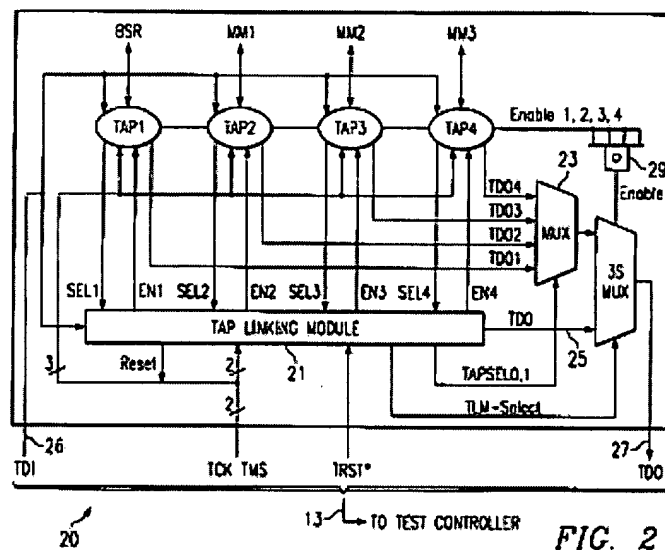 BSR MM1 MM2 MM3
Enable 1, 2, 3, 4
TAP1 TAP2 TAP3 TAP4
23
29
Enable
TDO4
TDO3
TDO2
TDO1
MUX
3S
MUX
SEL1 EN1 SEL2 EN2 SEL3 EN3 SEL4 EN4
TAP LINKING MODULE
TDO
21
25
3
Reset
2
TAPSEL0,1
2
TLM-Select
26
27
TDI TCK TMS TRST* TDO
13
TO TEST CONTROLLER
20
FIG. 2